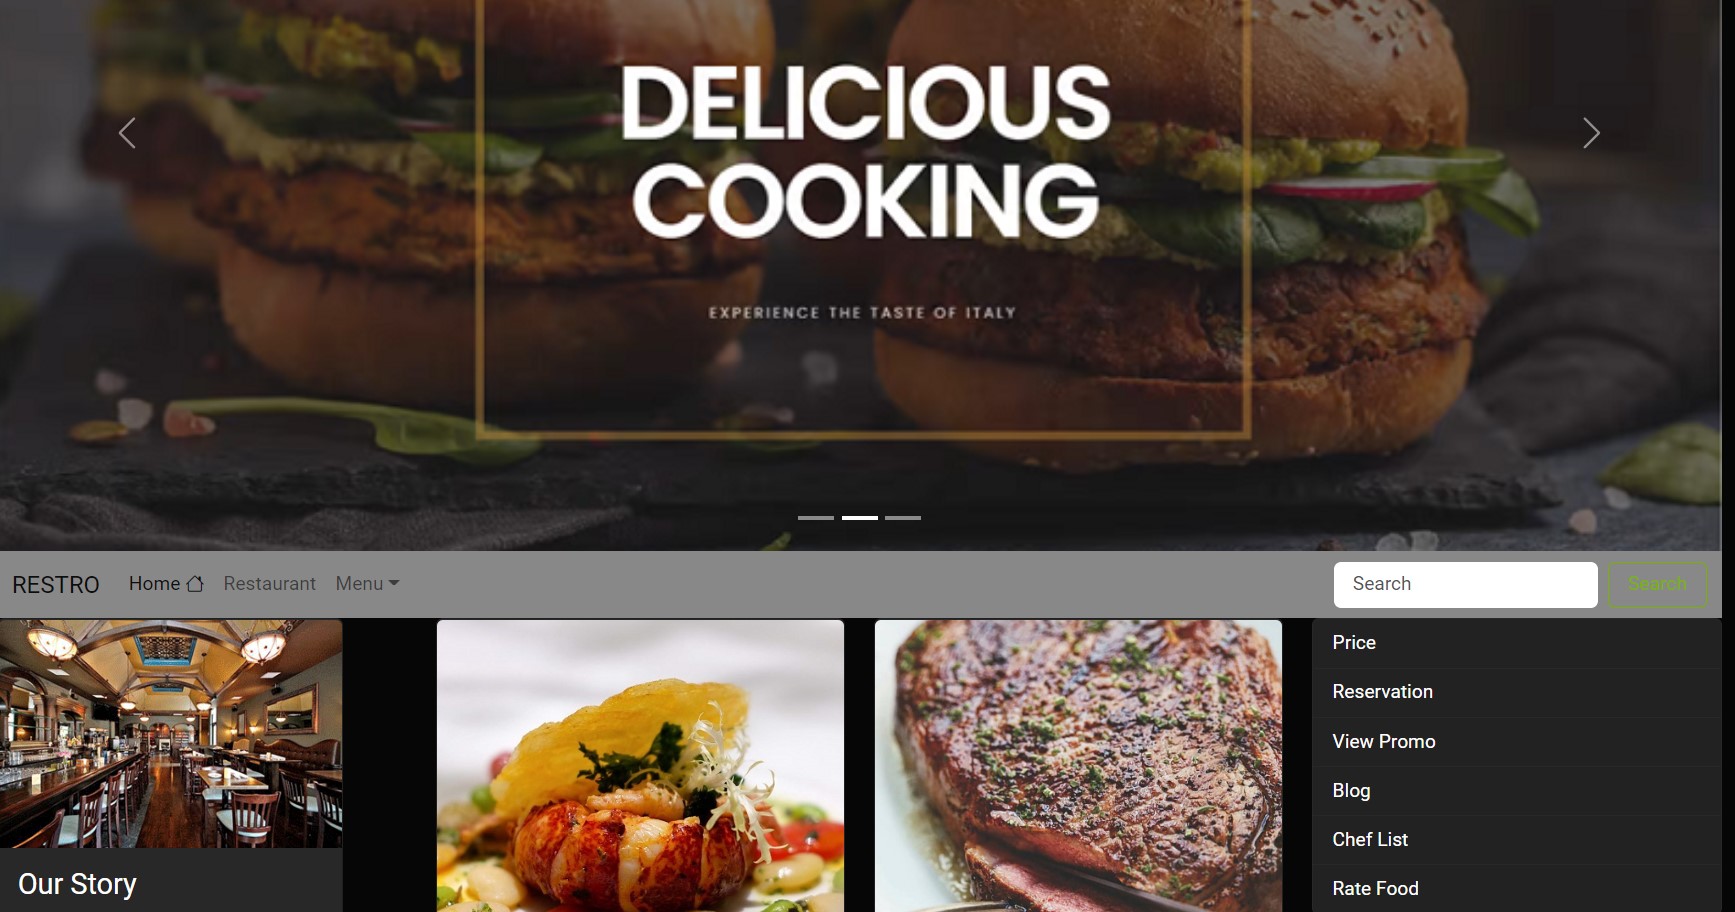 DELICIOUS
COOKING
EXPERIENCE THE TASTE OF ITALY
RESTRO Home Restaurant Menu Search Search
Our Story
Price
Reservation
View Promo
Blog
Chef List
Rate Food